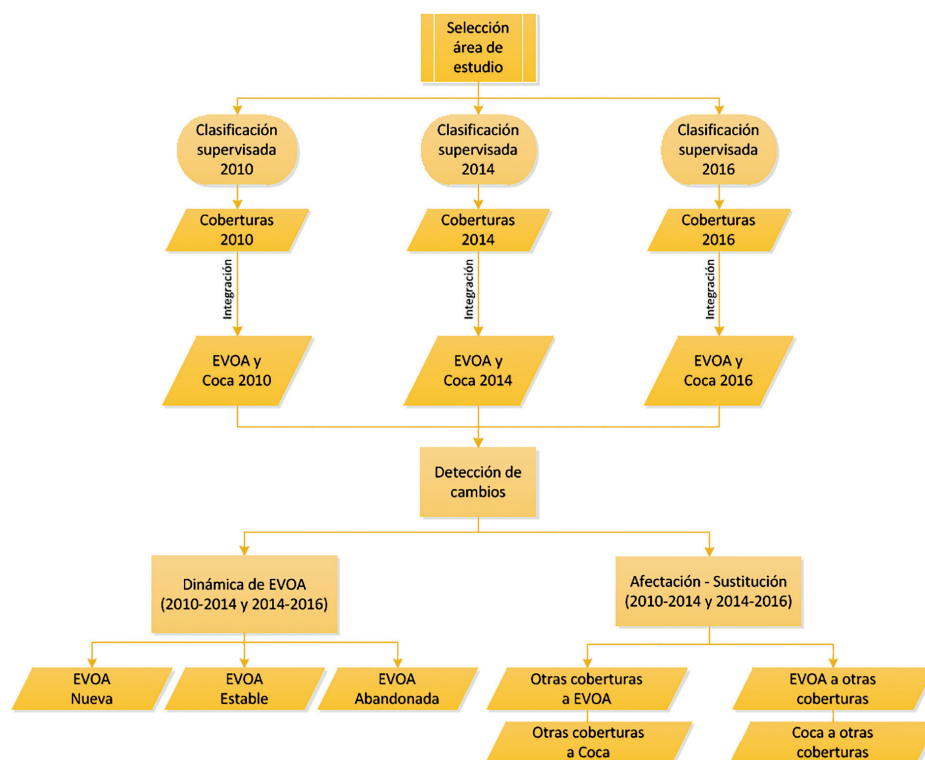 Selección
área de
estudio
Clasificación
supervisada
2010
Clasificación
supervisada
2014
Clasificación
supervisada
2016
Coberturas
2010
Coberturas
2014
Coberturas
2016
Integración
Integración
Integración
EVOA y
Coca 2010
EVOA y
Coca 2014
EVOA y
Coca 2016
Detección de
cambios
Dinámica de EVOA
(2010-2014 y 2014-2016)
Afectación - Sustitución
(2010-2014 y 2014-2016)
EVOA
Nueva
EVOA
Estable
EVOA
Abandonada
Otras coberturas
a EVOA
EVOA a otras
coberturas
Otras coberturas
a Coca
Coca a otras
coberturas